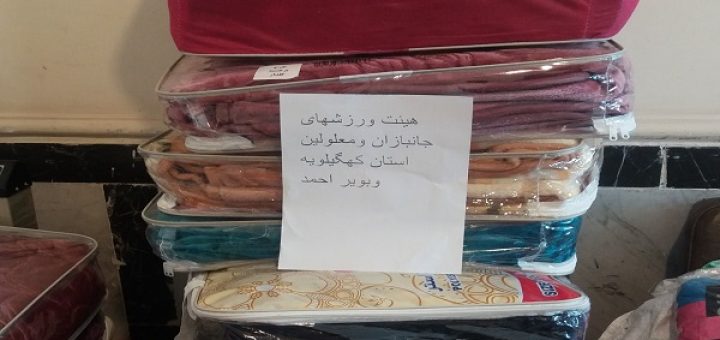 هیئت ورزشهای
جانبازان ومعلولین
استان کهگیلویه
وبویر احمد